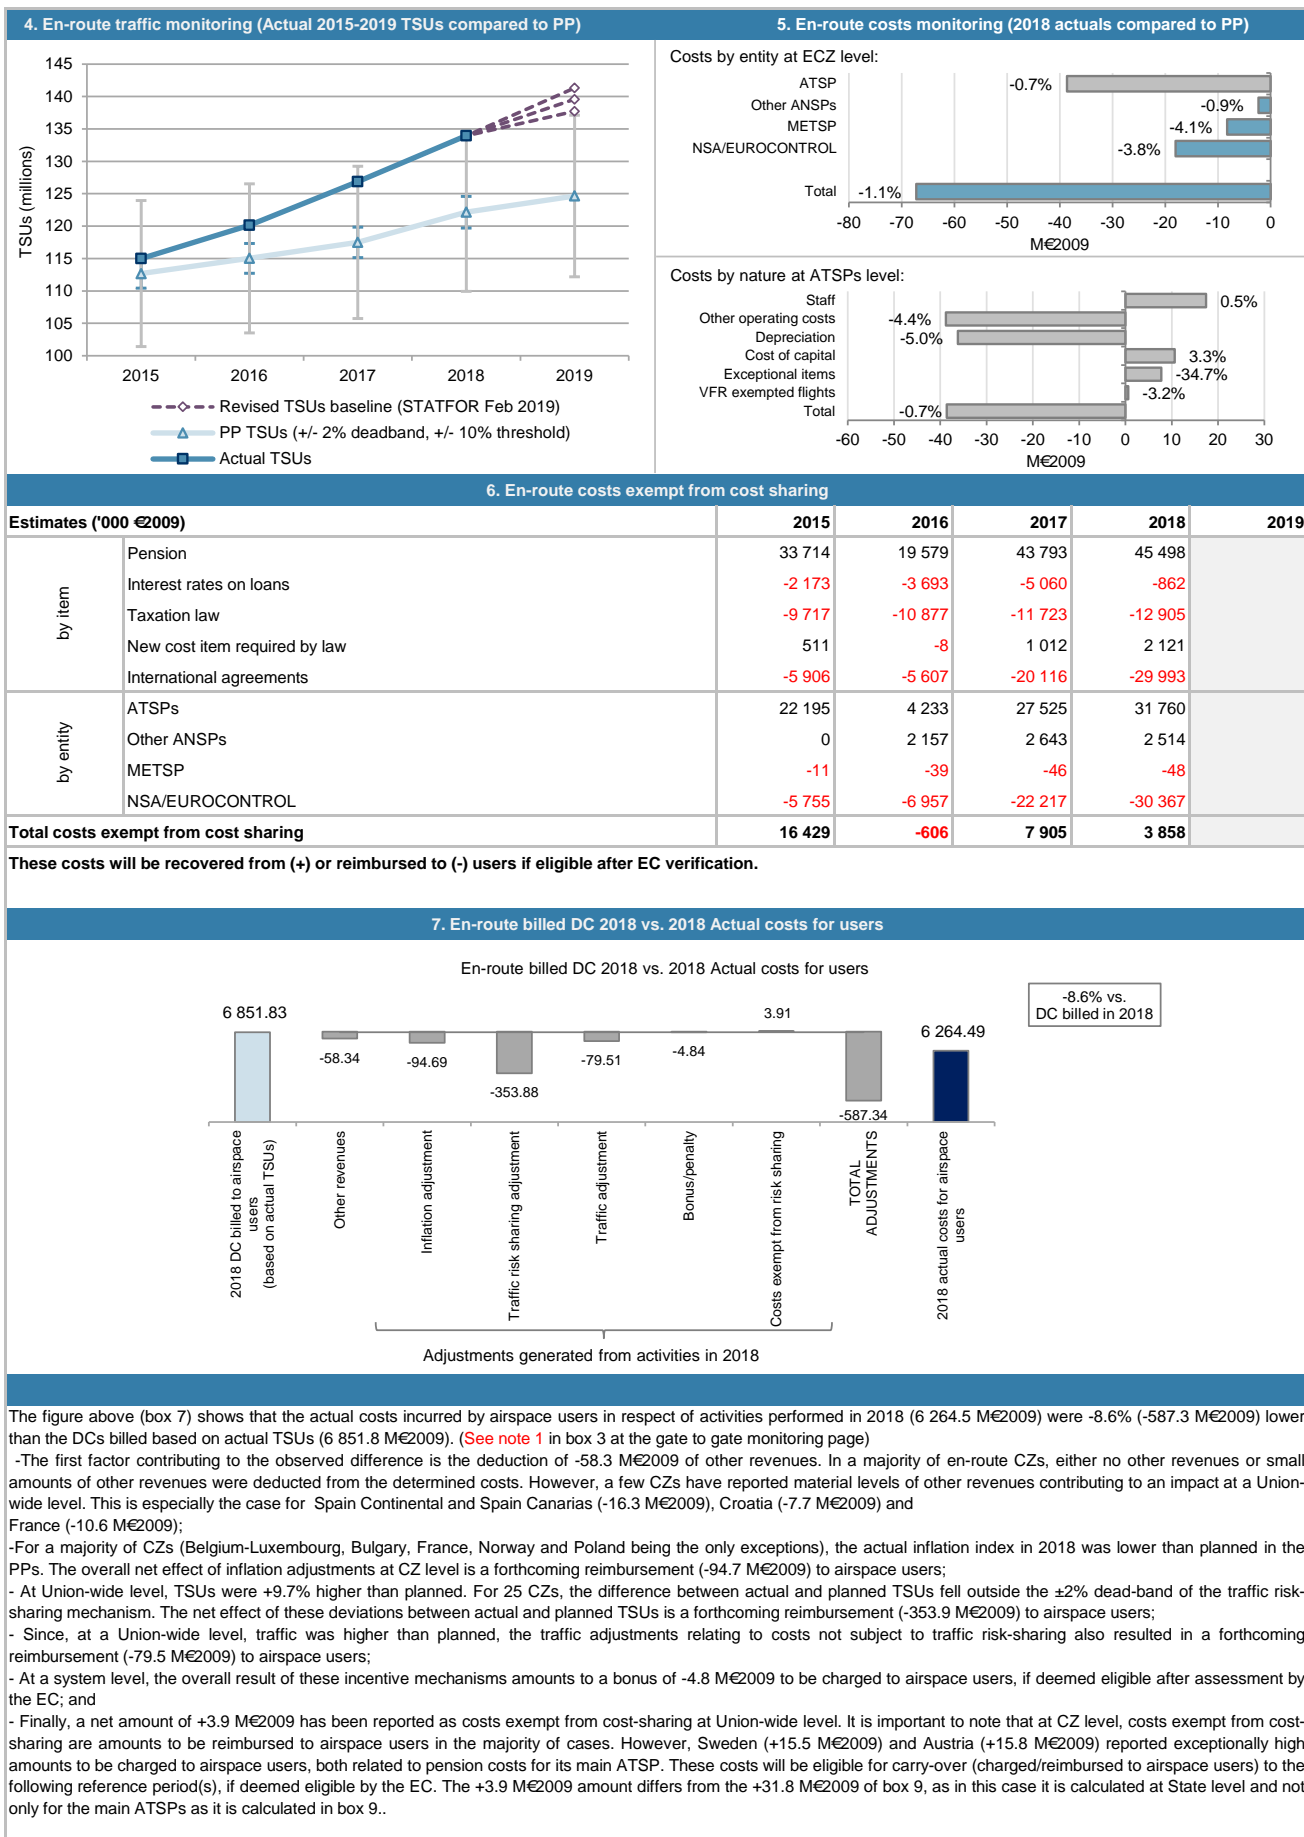 4. En-route traffic monitoring (Actual 2015-2019 TSUs compared to PP)
145
140
135
130
125
120
115
110
105
100
TSUs (millions)
2015 2016 2017 2018 2019
Revised TSUs baseline (STATFOR Feb 2019)
PP TSUs (+/- 2% deadband, +/- 10% threshold)
Actual TSUs
5. En-route costs monitoring (2018 actuals compared to PP)
Costs by entity at ECZ level:
ATSP -0.7%
Other ANSPs -0.9%
METSP -4.1%
NSA/EUROCONTROL -3.8%
Total -1.1%
-80 -70 -60 -50 -40 -30 -20 -10 0
M€2009
Costs by nature at ATSPs level:
Staff 0.5%
Other operating costs -4.4%
Depreciation -5.0%
Cost of capital 3.3%
Exceptional items -34.7%
VFR exempted flights -3.2%
Total -0.7%
-60 -50 -40 -30 -20 -10 0 10 20 30
M€2009
6. En-route costs exempt from cost sharing
Estimates ('000 €2009) 2015 2016 2017 2018 2019
by item
Pension 33 714 19 579 43 793 45 498
Interest rates on loans -2 173 -3 693 -5 060 -862
Taxation law -9 717 -10 877 -11 723 -12 905
New cost item required by law 511 -8 1 012 2 121
International agreements -5 906 -5 607 -20 116 -29 993
by entity
ATSPs 22 195 4 233 27 525 31 760
Other ANSPs 0 2 157 2 643 2 514
METSP -11 -39 -46 -48
NSA/EUROCONTROL -5 755 -6 957 -22 217 -30 367
Total costs exempt from cost sharing 16 429 -606 7 905 3 858
These costs will be recovered from (+) or reimbursed to (-) users if eligible after EC verification.
7. En-route billed DC 2018 vs. 2018 Actual costs for users
En-route billed DC 2018 vs. 2018 Actual costs for users
-8.6% vs.
DC billed in 2018
6 851.83
-58.34
-94.69
-353.88
-79.51
-4.84
3.91
-587.34
6 264.49
2018 DC billed to airspace
users
(based on actual TSUs)
Other revenues
Inflation adjustment
Traffic risk sharing adjustment
Traffic adjustment
Bonus/penalty
Costs exempt from risk sharing
TOTAL
ADJUSTMENTS
2018 actual costs for airspace
users
Adjustments generated from activities in 2018
The figure above (box 7) shows that the actual costs incurred by airspace users in respect of activities performed in 2018 (6 264.5 M€2009) were -8.6% (-587.3 M€2009) lower
than the DCs billed based on actual TSUs (6 851.8 M€2009). (See note 1 in box 3 at the gate to gate monitoring page)
-The first factor contributing to the observed difference is the deduction of -58.3 M€2009 of other revenues. In a majority of en-route CZs, either no other revenues or small
amounts of other revenues were deducted from the determined costs. However, a few CZs have reported material levels of other revenues contributing to an impact at a Union-
wide level. This is especially the case for Spain Continental and Spain Canarias (-16.3 M€2009), Croatia (-7.7 M€2009) and
France (-10.6 M€2009);
-For a majority of CZs (Belgium-Luxembourg, Bulgary, France, Norway and Poland being the only exceptions), the actual inflation index in 2018 was lower than planned in the
PPs. The overall net effect of inflation adjustments at CZ level is a forthcoming reimbursement (-94.7 M€2009) to airspace users;
- At Union-wide level, TSUs were +9.7% higher than planned. For 25 CZs, the difference between actual and planned TSUs fell outside the ±2% dead-band of the traffic risk-
sharing mechanism. The net effect of these deviations between actual and planned TSUs is a forthcoming reimbursement (-353.9 M€2009) to airspace users;
- Since, at a Union-wide level, traffic was higher than planned, the traffic adjustments relating to costs not subject to traffic risk-sharing also resulted in a forthcoming
reimbursement (-79.5 M€2009) to airspace users;
- At a system level, the overall result of these incentive mechanisms amounts to a bonus of -4.8 M€2009 to be charged to airspace users, if deemed eligible after assessment by
the EC; and
- Finally, a net amount of +3.9 M€2009 has been reported as costs exempt from cost-sharing at Union-wide level. It is important to note that at CZ level, costs exempt from cost-
sharing are amounts to be reimbursed to airspace users in the majority of cases. However, Sweden (+15.5 M€2009) and Austria (+15.8 M€2009) reported exceptionally high
amounts to be charged to airspace users, both related to pension costs for its main ATSP. These costs will be eligible for carry-over (charged/reimbursed to airspace users) to the
following reference period(s), if deemed eligible by the EC. The +3.9 M€2009 amount differs from the +31.8 M€2009 of box 9, as in this case it is calculated at State level and not
only for the main ATSPs as it is calculated in box 9..